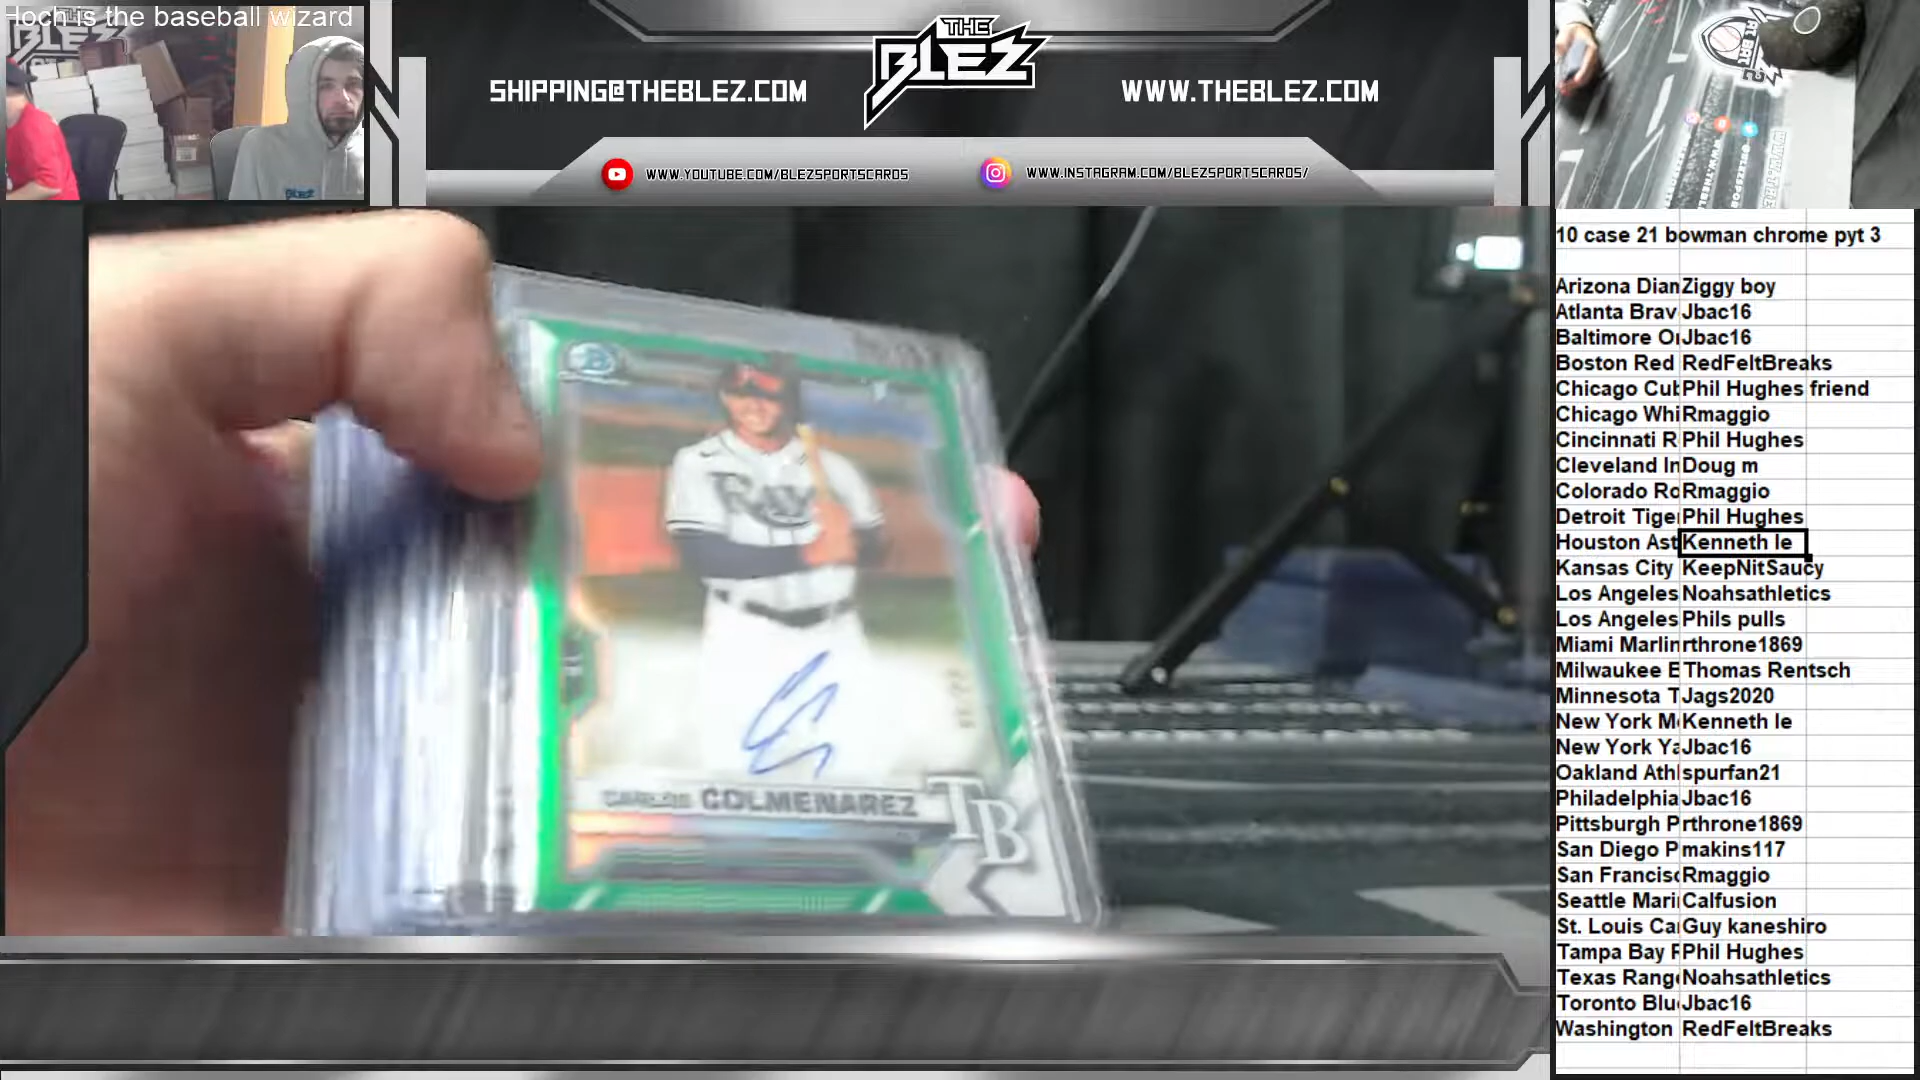 Hoch is the baseball wizard
THE
BLEZ
SHIPPING@THEBLEZ.COM
WWW.THEBLEZ.COM
WWW.YOUTUBE.COM/BLEZSPORTSCARDS
WWW.INSTAGRAM.COM/BLEZSPORTSCARDS/
RAYS
CARLOS COLMENAREZ
TB
10 case 21 bowman chrome pyt 3
Arizona Dian Ziggy boy
Atlanta Brav Jbac16
Baltimore Or Jbac16
Boston Red RedFeltBreaks
Chicago Cub Phil Hughes friend
Chicago Whi Rmaggio
Cincinnati R Phil Hughes
Cleveland In Doug m
Colorado Ro Rmaggio
Detroit Tige Phil Hughes
Houston Ast Kenneth le
Kansas City KeepNitSaucy
Los Angeles Noahsathletics
Los Angeles Phils pulls
Miami Marlin rthrone1869
Milwaukee B Thomas Rentsch
Minnesota T Jags2020
New York Me Kenneth le
New York Ya Jbac16
Oakland Athl spurfan21
Philadelphia Jbac16
Pittsburgh P rthrone1869
San Diego P makins117
San Francisc Rmaggio
Seattle Mari Calfusion
St. Louis Car Guy kaneshiro
Tampa Bay R Phil Hughes
Texas Range Noahsathletics
Toronto Blu Jbac16
Washington RedFeltBreaks